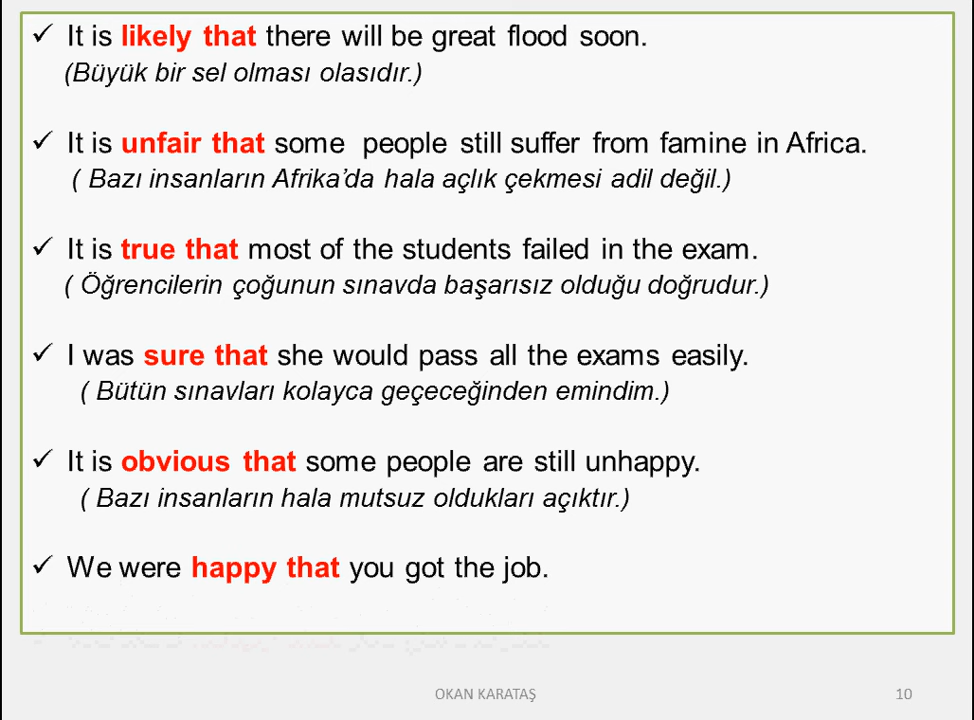 ✓ It is likely that there will be great flood soon.
(Büyük bir sel olması olasıdır.)
✓ It is unfair that some people still suffer from famine in Africa.
( Bazı insanların Afrika'da hala açlık çekmesi adil değil.)
✓ It is true that most of the students failed in the exam.
( Öğrencilerin çoğunun sınavda başarısız olduğu doğrudur.)
✓ I was sure that she would pass all the exams easily.
( Bütün sınavları kolayca geçeceğinden emindim.)
✓ It is obvious that some people are still unhappy.
( Bazı insanların hala mutsuz oldukları açıktır.)
✓ We were happy that you got the job.
OKAN KARATAŞ
10